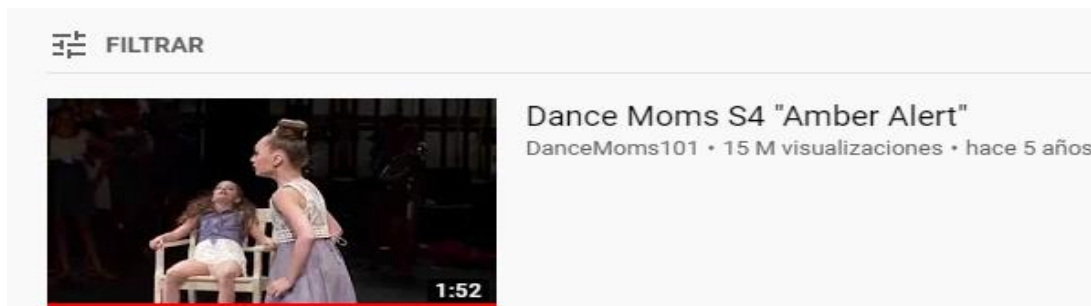 FILTRAR
Dance Moms S4 "Amber Alert"
DanceMoms101 • 15 M visualizaciones • hace 5 años
1:52